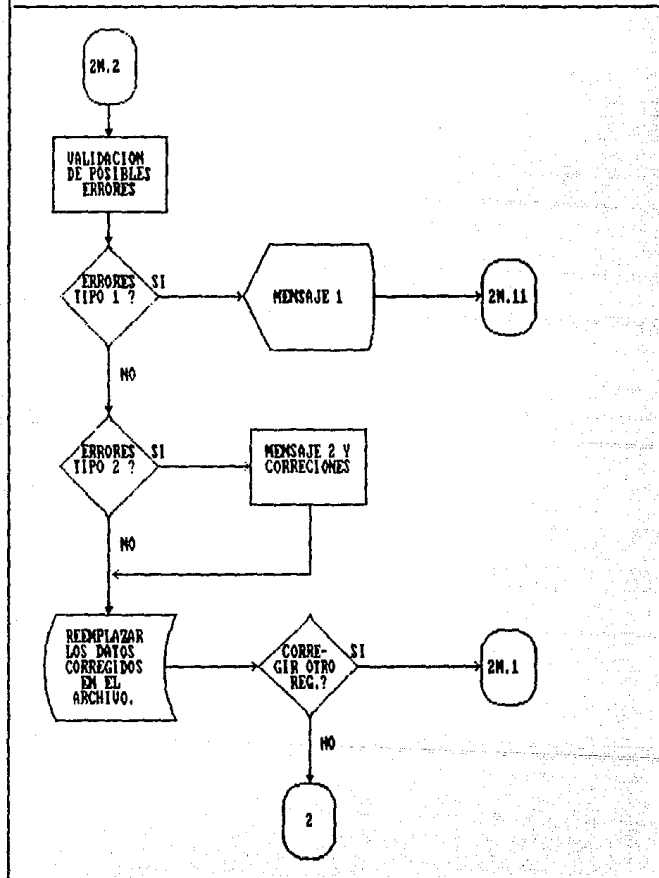 2M.2
VALIDACION
DE POSIBLES
ERRORES
ERRORES
TIPO 1 ?
SI
MENSAJE 1
2M.11
NO
ERRORES
TIPO 2 ?
SI
MENSAJE 2 Y
CORRECIONES
NO
REEMPLAZAR
LOS DATOS
CORREGIDOS
EN EL
ARCHIVO.
CORRE-
GIR OTRO
REG.?
SI
2M.1
NO
2